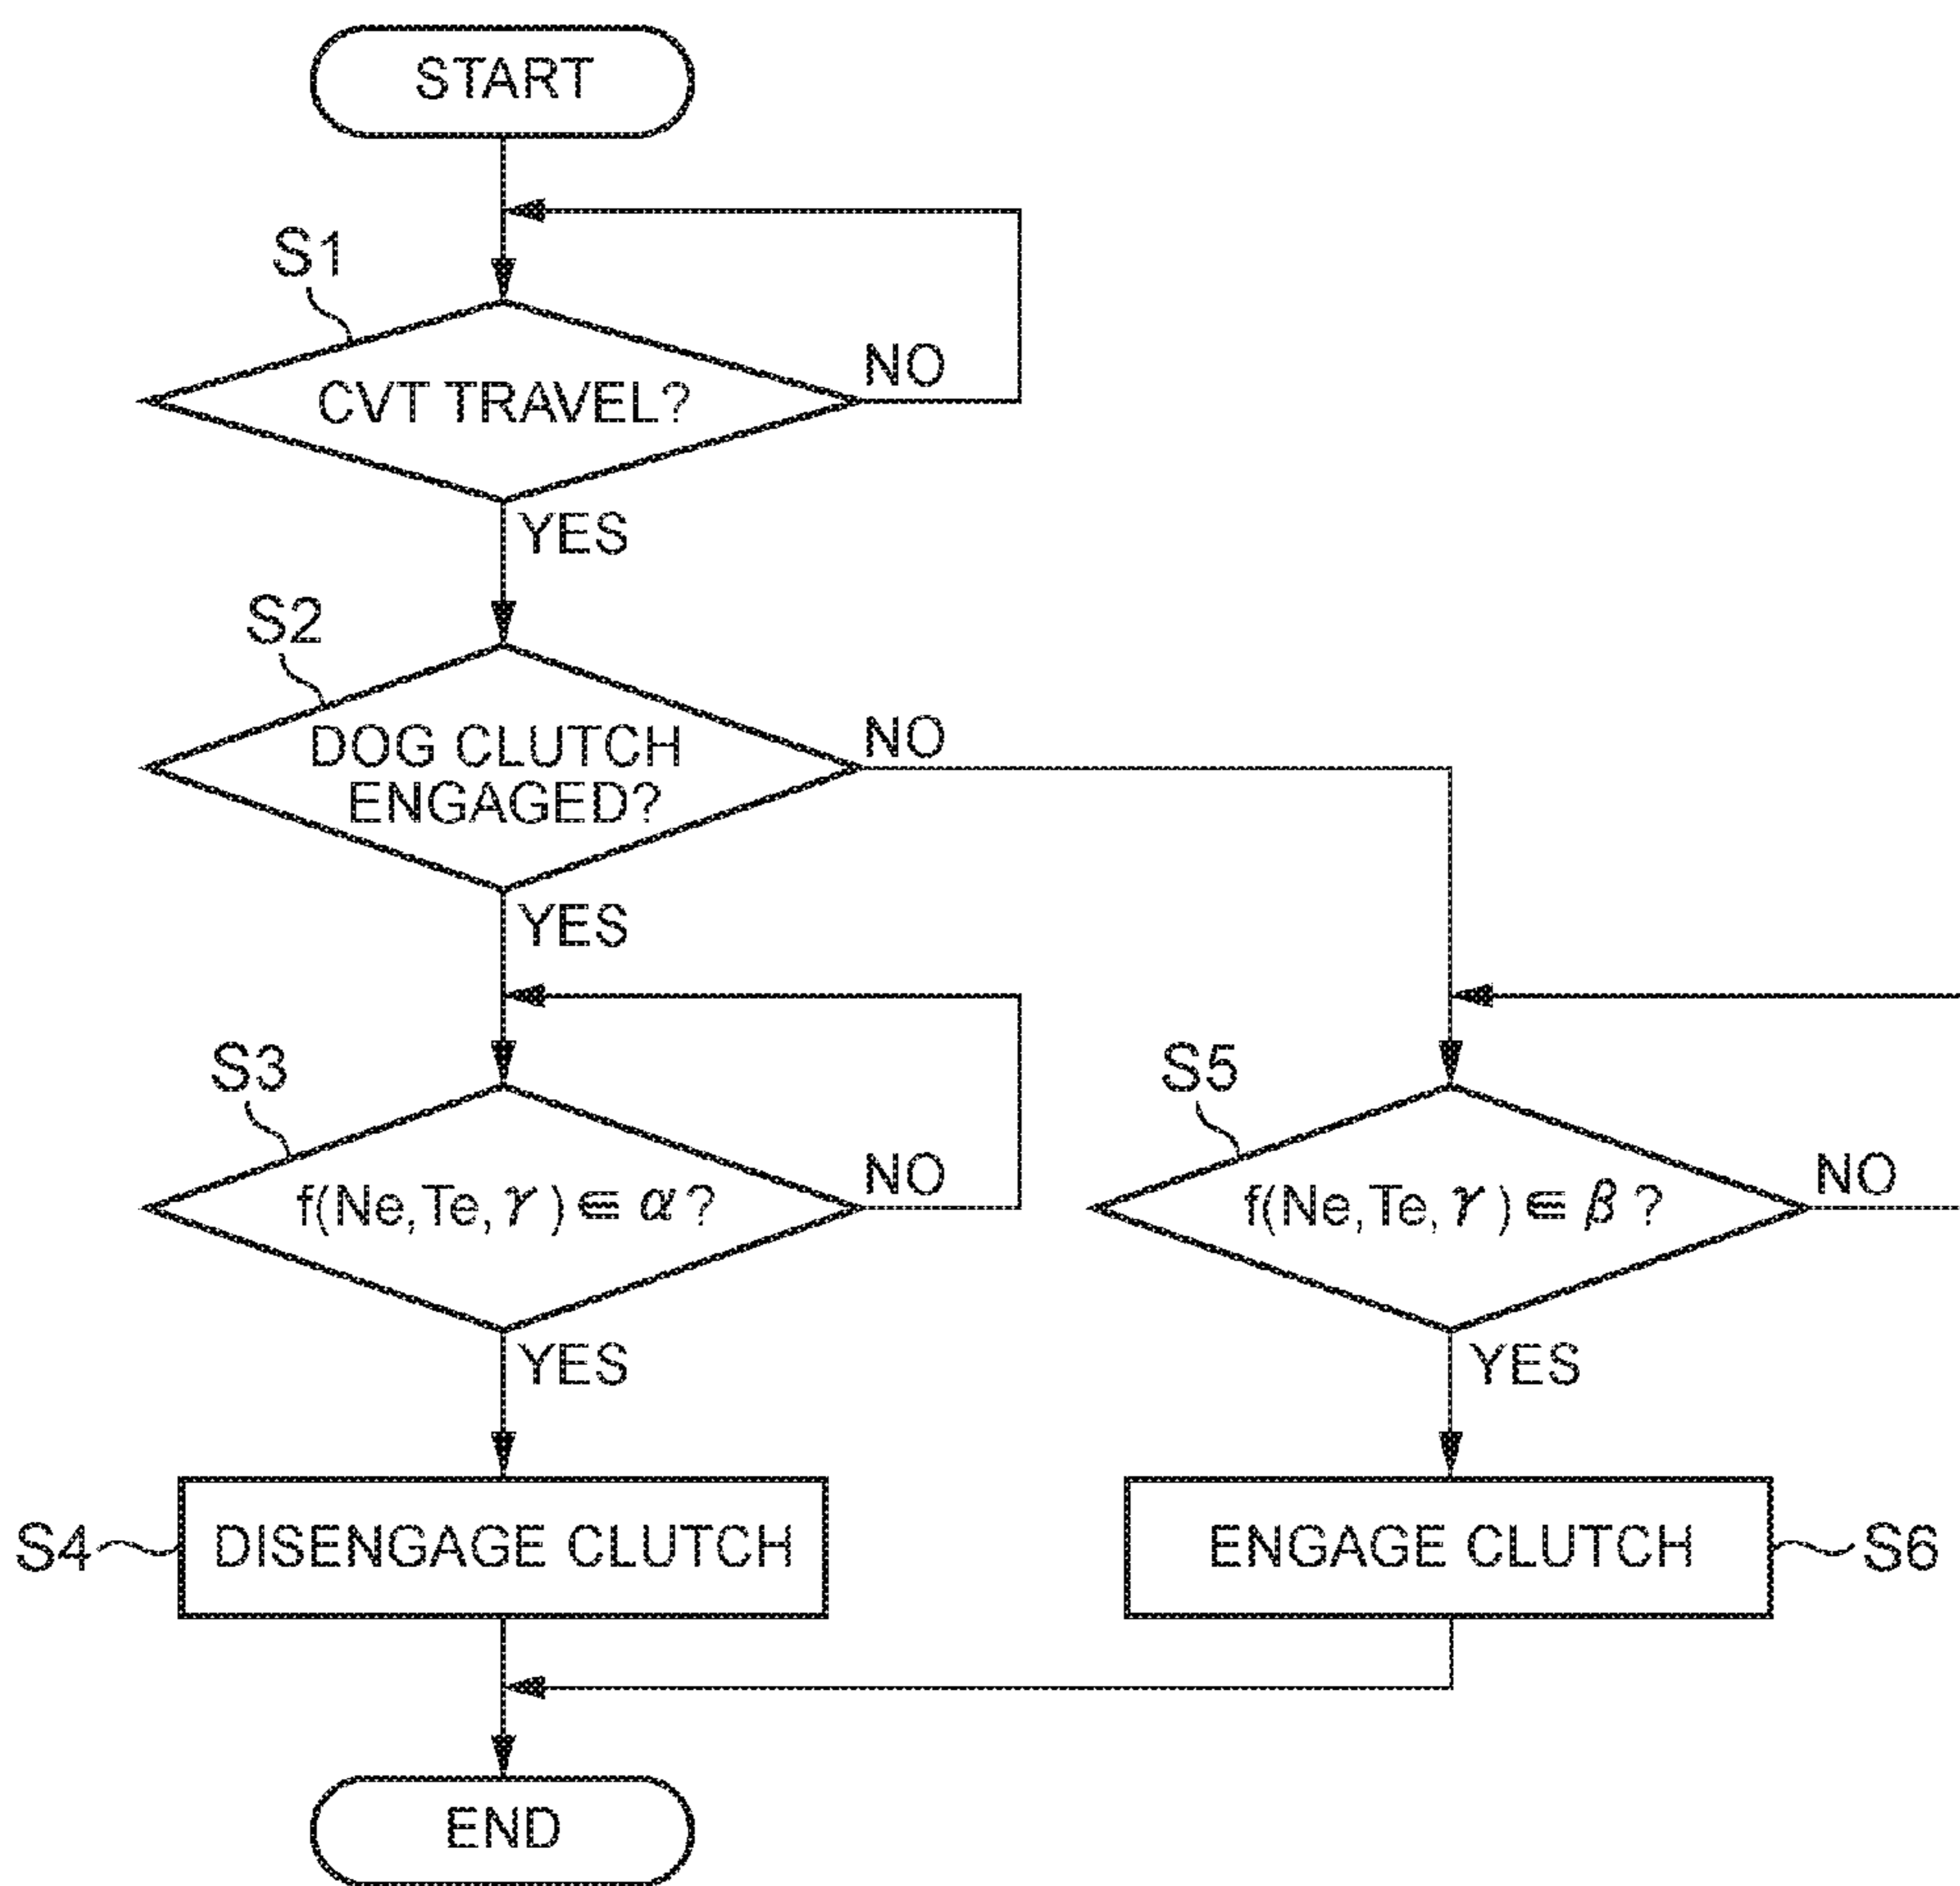 START
S1
CVT TRAVEL?
NO
YES
S2
DOG CLUTCH
ENGAGED?
NO
YES
S3
f(Ne,Te,γ)∈α?
NO
YES
S5
f(Ne,Te,γ)∈β?
NO
YES
S4
DISENGAGE CLUTCH
ENGAGE CLUTCH
S6
END